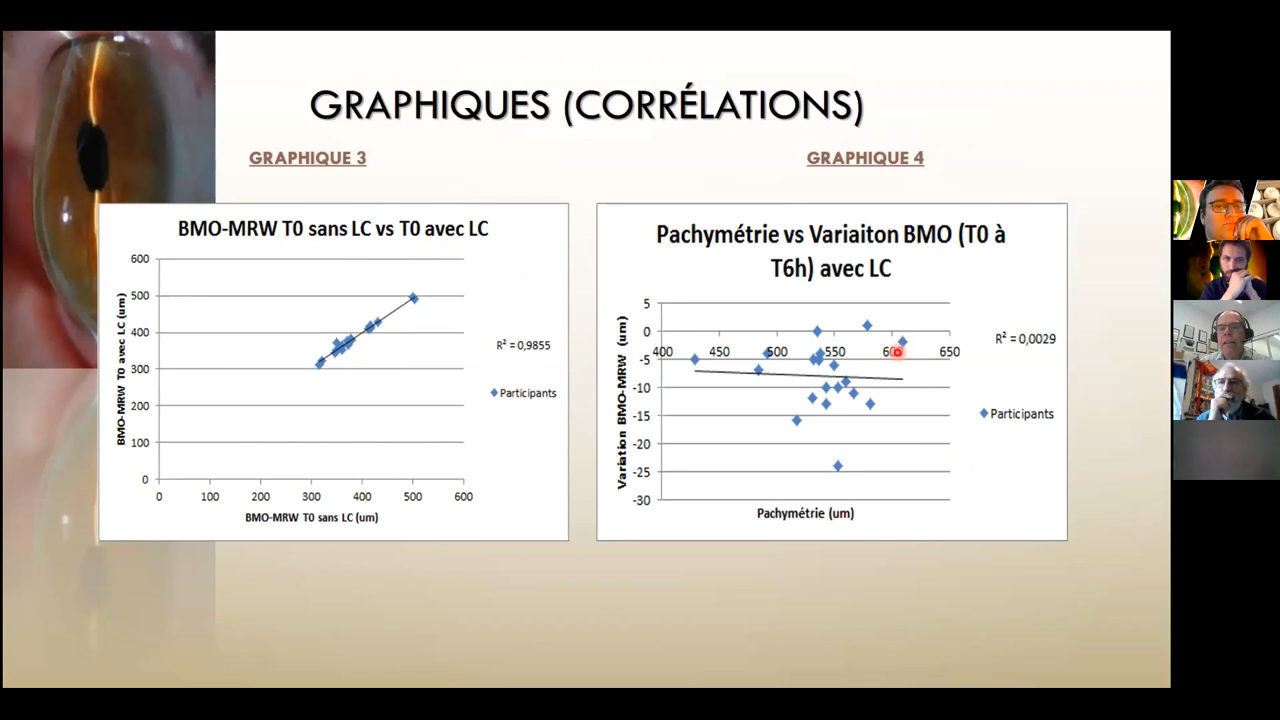 GRAPHIQUES (CORRÉLATIONS)
GRAPHIQUE 3
GRAPHIQUE 4
BMO-MRW T0 sans LC vs T0 avec LC
600
500
400
300
200
100
0
BMO-MRW T0 avec LC (um)
0 100 200 300 400 500 600
BMO-MRW T0 sans LC (um)
R² = 0,9855
Participants
Pachymétrie vs Variaiton BMO (T0 à
T6h) avec LC
5
0
-5
-10
-15
-20
-25
-30
Variation BMO-MRW (um)
400 450 500 550 600 650
Pachymétrie (um)
R² = 0,0029
Participants